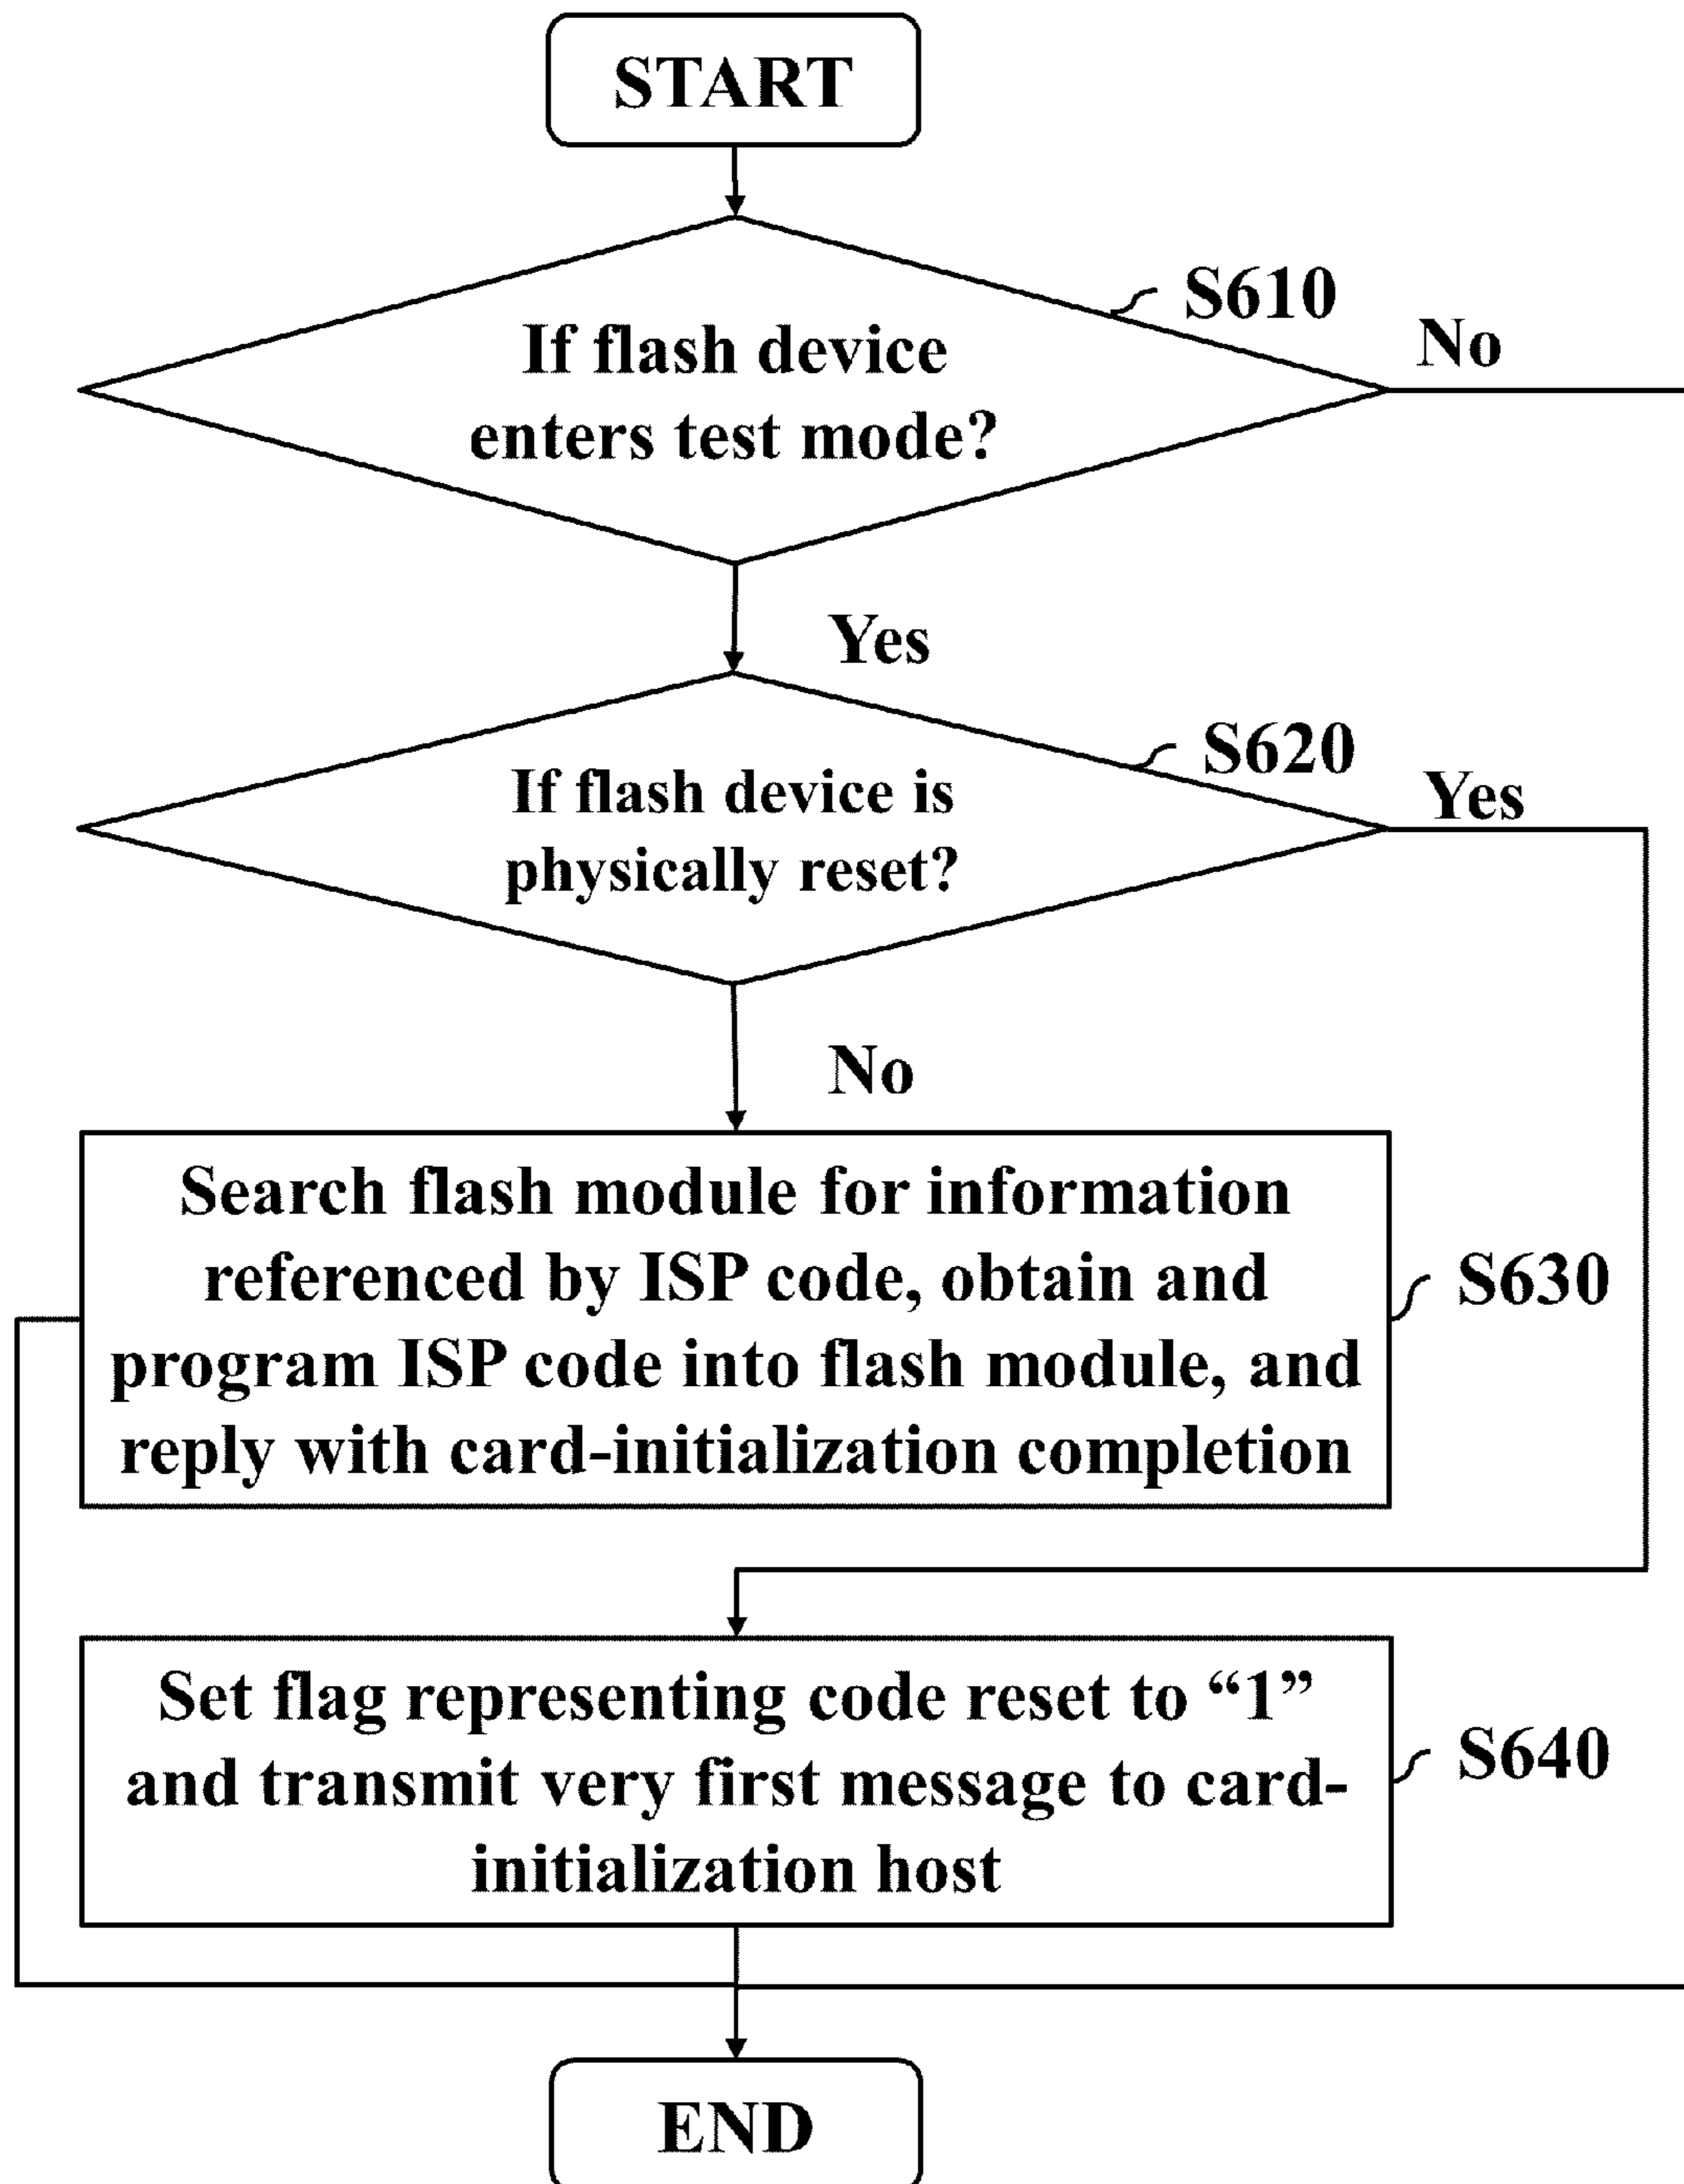 START
S610
No
If flash device
enters test mode?
Yes
S620
Yes
If flash device is
physically reset?
No
Search flash module for information
referenced by ISP code, obtain and
program ISP code into flash module, and
reply with card-initialization completion
S630
Set flag representing code reset to “1”
and transmit very first message to card-
initialization host
S640
END